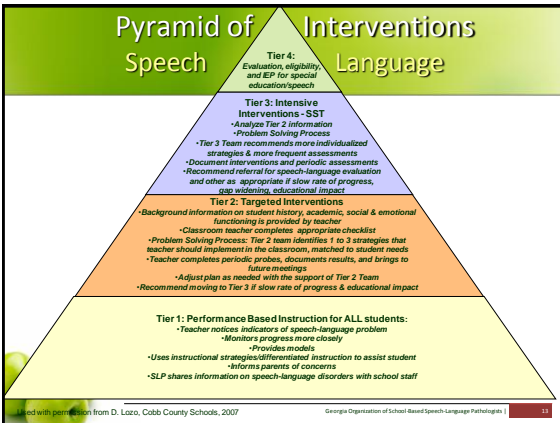 Pyramid of Interventions
Speech Language
Tier 4:
Evaluation, eligibility,
and IEP for special
education/speech
Tier 3: Intensive
Interventions - SST
•Analyze Tier 2 information
•Problem Solving Process
•Tier 3 Team recommends more individualized
strategies & more frequent assessments
•Document interventions and periodic assessments
•Recommend referral for speech-language evaluation
and other as appropriate if slow rate of progress,
gap widening, educational impact
Tier 2: Targeted Interventions
•Background information on student history, academic, social & emotional
functioning is provided by teacher
•Classroom teacher completes appropriate checklist
•Problem Solving Process: Tier 2 team identifies 1 to 3 strategies that
teacher should implement in the classroom, matched to student needs
•Teacher completes periodic probes, documents results, and brings to
future meetings
•Adjust plan as needed with the support of Tier 2 Team
•Recommend moving to Tier 3 if slow rate of progress & educational impact
Tier 1: Performance Based Instruction for ALL students:
•Teacher notices indicators of speech-language problem
•Monitors progress more closely
•Provides models
•Uses instructional strategies/differentiated instruction to assist student
•Informs parents of concerns
•SLP shares information on speech-language disorders with school staff
Used with permission from D. Lozo, Cobb County Schools, 2007
Georgia Organization of School-Based Speech-Language Pathologists | 13